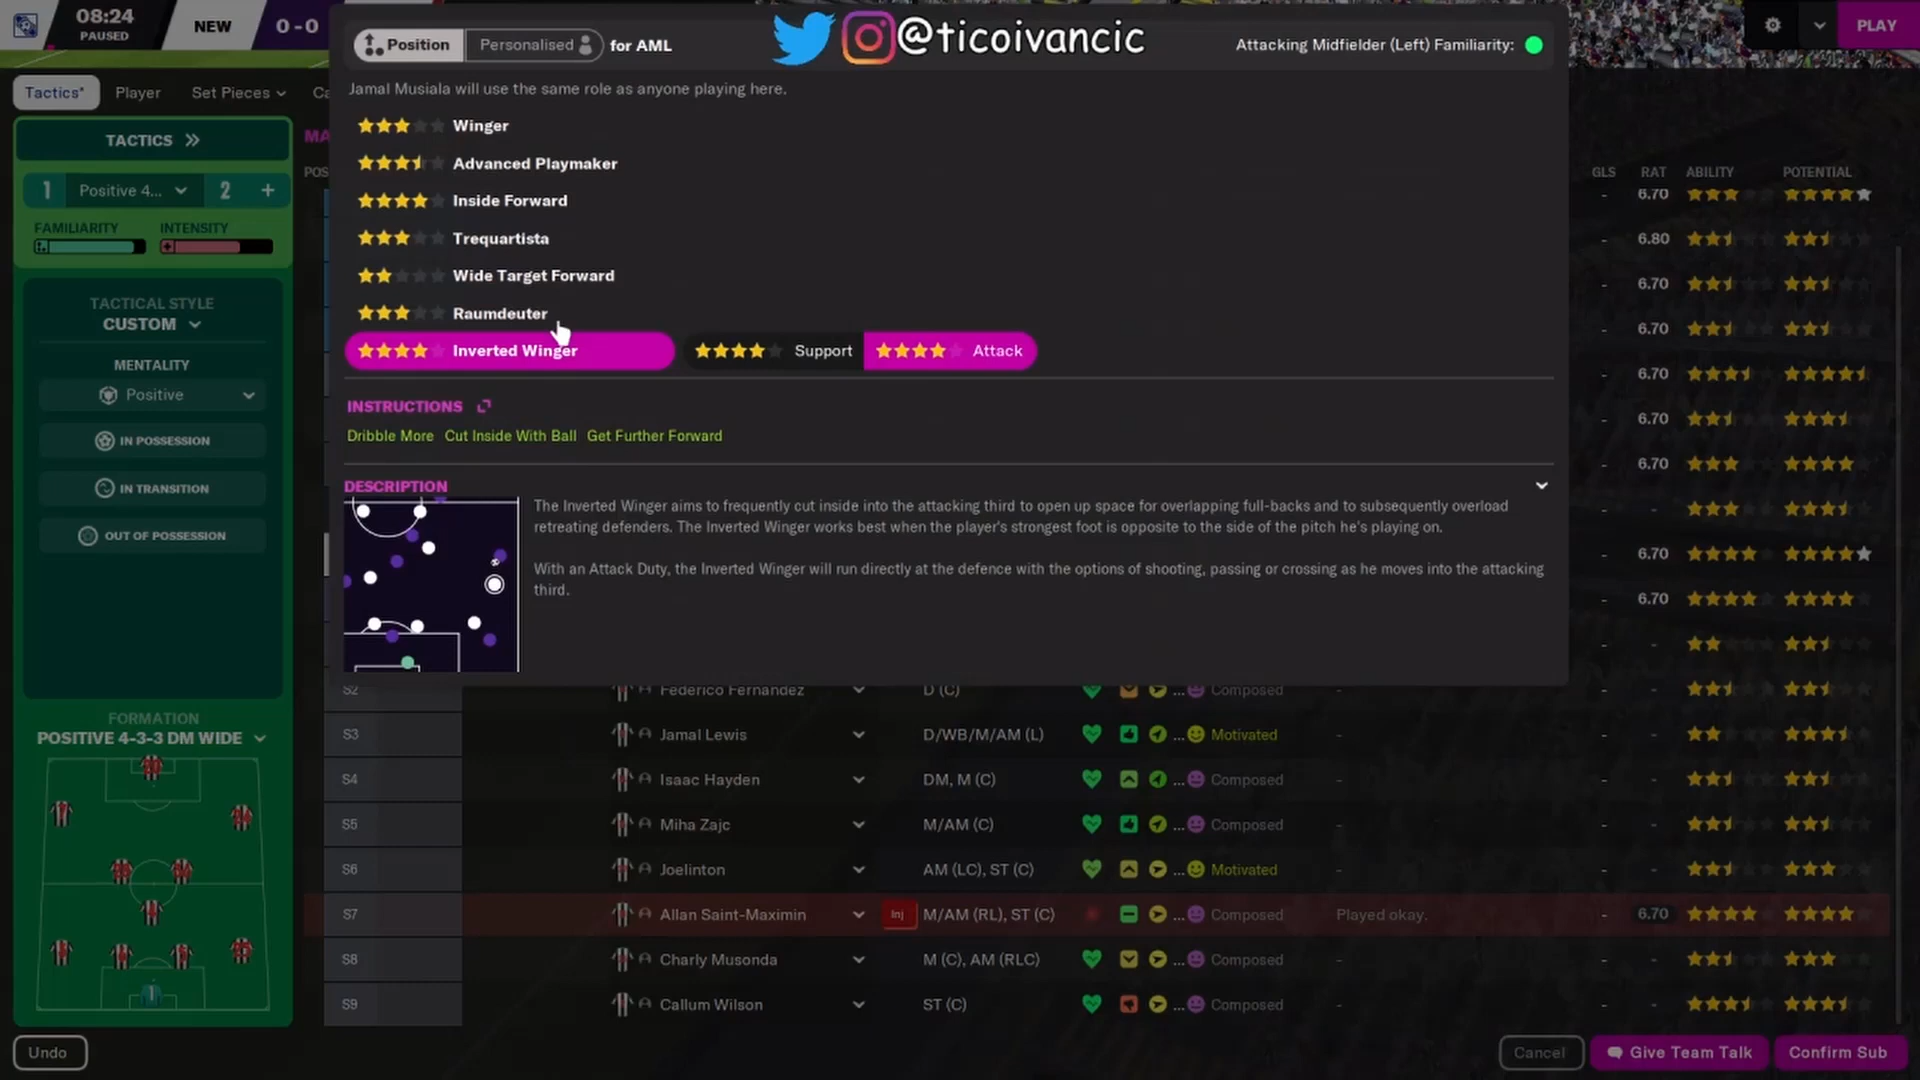 08:24
PAUSED
NEW
0-0
Position
Personalised
for AML
@ticoivancic
Attacking Midfielder (Left) Familiarity:
PLAY
Tactics*
Player
Set Pieces
Jamal Musiala will use the same role as anyone playing here.
TACTICS
1
Positive 4...
2
+
FAMILIARITY
INTENSITY
Winger
Advanced Playmaker
Inside Forward
Trequartista
Wide Target Forward
Raumdeuter
Inverted Winger
Support
Attack
GLS
RAT
ABILITY
POTENTIAL
- 6.70
- 6.80
- 6.70
- 6.70
- 6.70
- 6.70
- 6.70
-
- 6.70
- 6.70
TACTICAL STYLE
CUSTOM
MENTALITY
Positive
IN POSSESSION
IN TRANSITION
OUT OF POSSESSION
INSTRUCTIONS
Dribble More Cut Inside With Ball Get Further Forward
DESCRIPTION
The Inverted Winger aims to frequently cut inside into the attacking third to open up space for overlapping full-backs and to subsequently overload
retreating defenders. The Inverted Winger works best when the player's strongest foot is opposite to the side of the pitch he's playing on.
With an Attack Duty, the Inverted Winger will run directly at the defence with the options of shooting, passing or crossing as he moves into the attacking
third.
FORMATION
POSITIVE 4-3-3 DM WIDE
S2 Federico Fernández D (C) ... Composed - - -
S3 Jamal Lewis D/WB/M/AM (L) ... Motivated - - -
S4 Isaac Hayden DM, M (C) ... Composed - - -
S5 Miha Zajc M/AM (C) ... Composed - - -
S6 Joelinton AM (LC), ST (C) ... Motivated - - -
S7 Allan Saint-Maximin Inj M/AM (RL), ST (C) ... Composed Played okay. - 6.70
S8 Charly Musonda M (C), AM (RLC) ... Composed - - -
S9 Callum Wilson ST (C) ... Composed - - -
Undo
Cancel
Give Team Talk
Confirm Sub